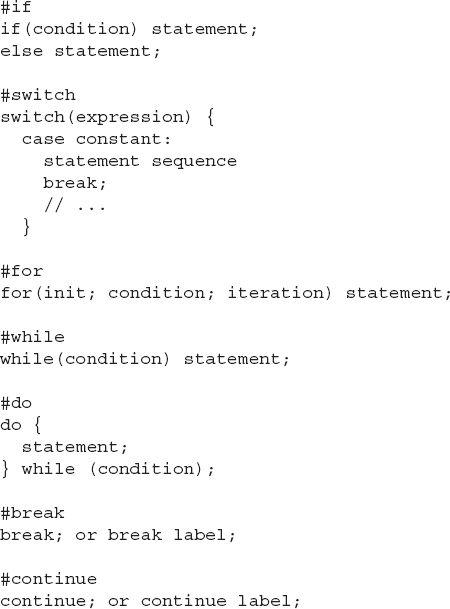 #if
if(condition) statement;
else statement;
#switch
switch(expression) {
  case constant:
    statement sequence
    break;
    // ...
  }
#for
for(init; condition; iteration) statement;
#while
while(condition) statement;
#do
do {
  statement;
} while (condition);
#break
break; or break label;
#continue
continue; or continue label;